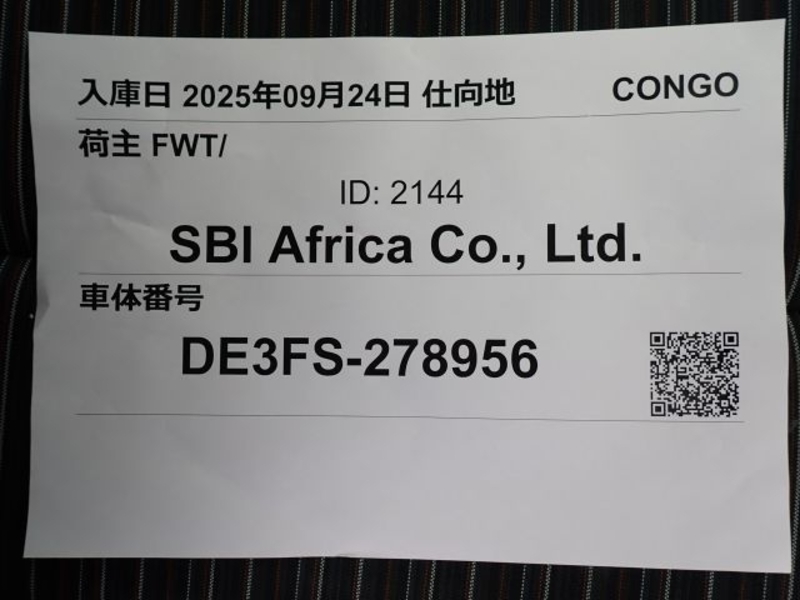 入庫日 2025年09月24日 仕向地 CONGO
荷主 FWT/
ID: 2144
SBI Africa Co., Ltd.
車体番号
DE3FS-278956